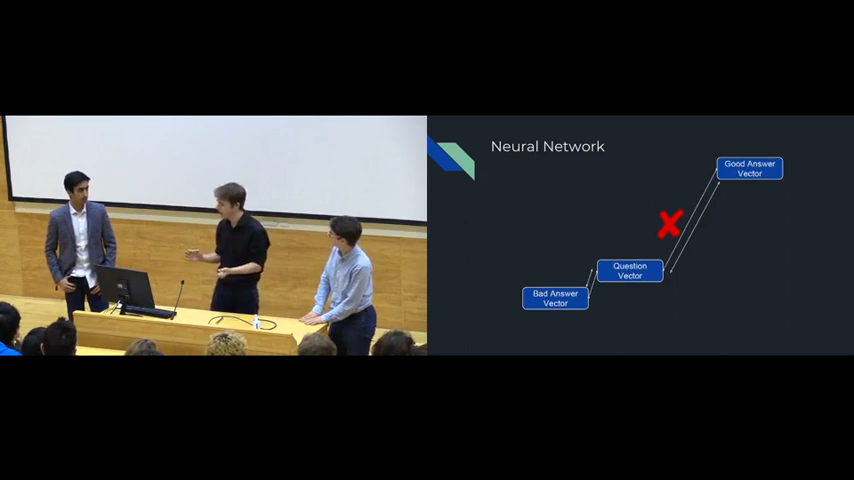 Neural Network
Good Answer
Vector
Question
Vector
Bad Answer
Vector